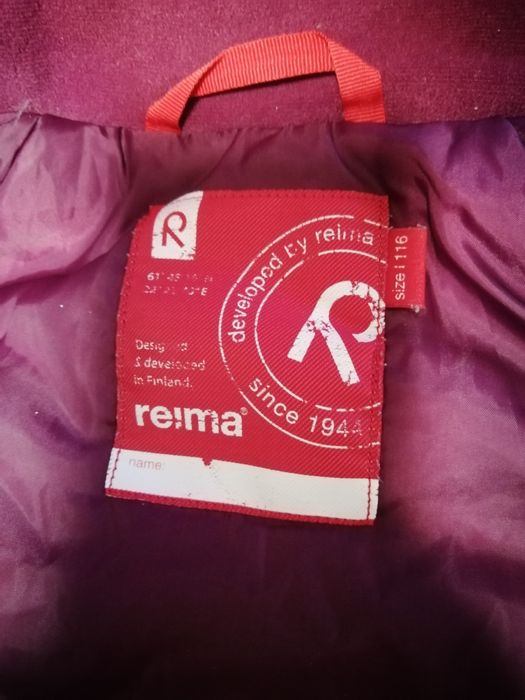 R
Designed
& developed
in Finland.
reima®
name:
developed by reima
R
since 1944
size | 116